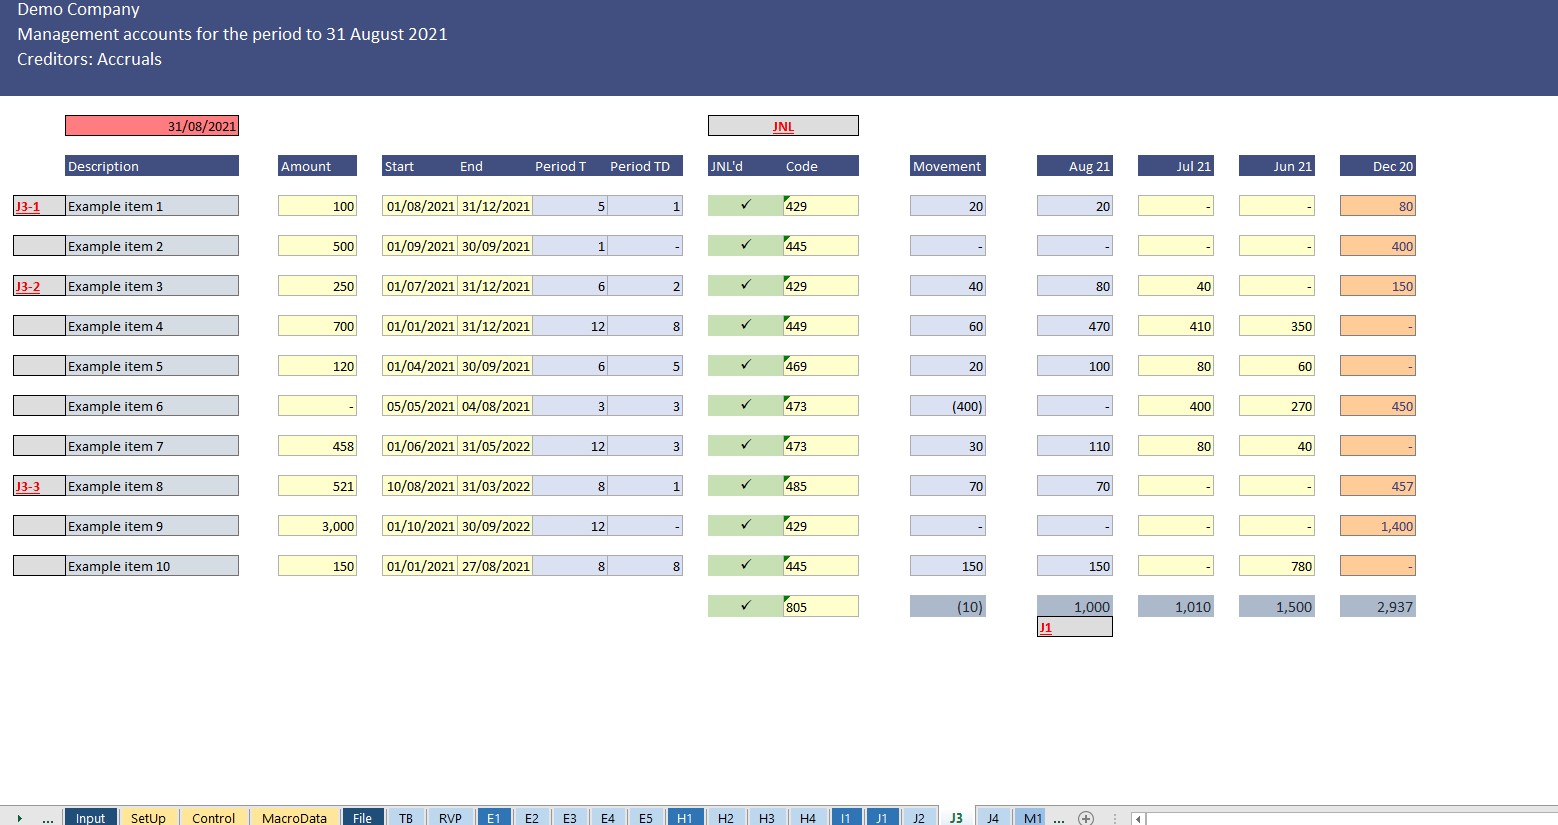 Demo Company
Management accounts for the period to 31 August 2021
Creditors: Accruals
31/08/2021 JNL
Description Amount Start End Period T Period TD JNL'd Code Movement Aug 21 Jul 21 Jun 21 Dec 20
J3-1 Example item 1 100 01/08/2021 31/12/2021 5 1 ✓ 429 20 20 - - 80
Example item 2 500 01/09/2021 30/09/2021 1 - ✓ 445 - - - - 400
J3-2 Example item 3 250 01/07/2021 31/12/2021 6 2 ✓ 429 40 80 40 - 150
Example item 4 700 01/01/2021 31/12/2021 12 8 ✓ 449 60 470 410 350 -
Example item 5 120 01/04/2021 30/09/2021 6 5 ✓ 469 20 100 80 60 -
Example item 6 - 05/05/2021 04/08/2021 3 3 ✓ 473 (400) - 400 270 450
Example item 7 458 01/06/2021 31/05/2022 12 3 ✓ 473 30 110 80 40 -
J3-3 Example item 8 521 10/08/2021 31/03/2022 8 1 ✓ 485 70 70 - - 457
Example item 9 3,000 01/10/2021 30/09/2022 12 - ✓ 429 - - - - 1,400
Example item 10 150 01/01/2021 27/08/2021 8 8 ✓ 445 150 150 - 780 -
✓ 805 (10) 1,000 1,010 1,500 2,937
J1
... Input SetUp Control MacroData File TB RVP E1 E2 E3 E4 E5 H1 H2 H3 H4 I1 J1 J2 J3 J4 M1 ...